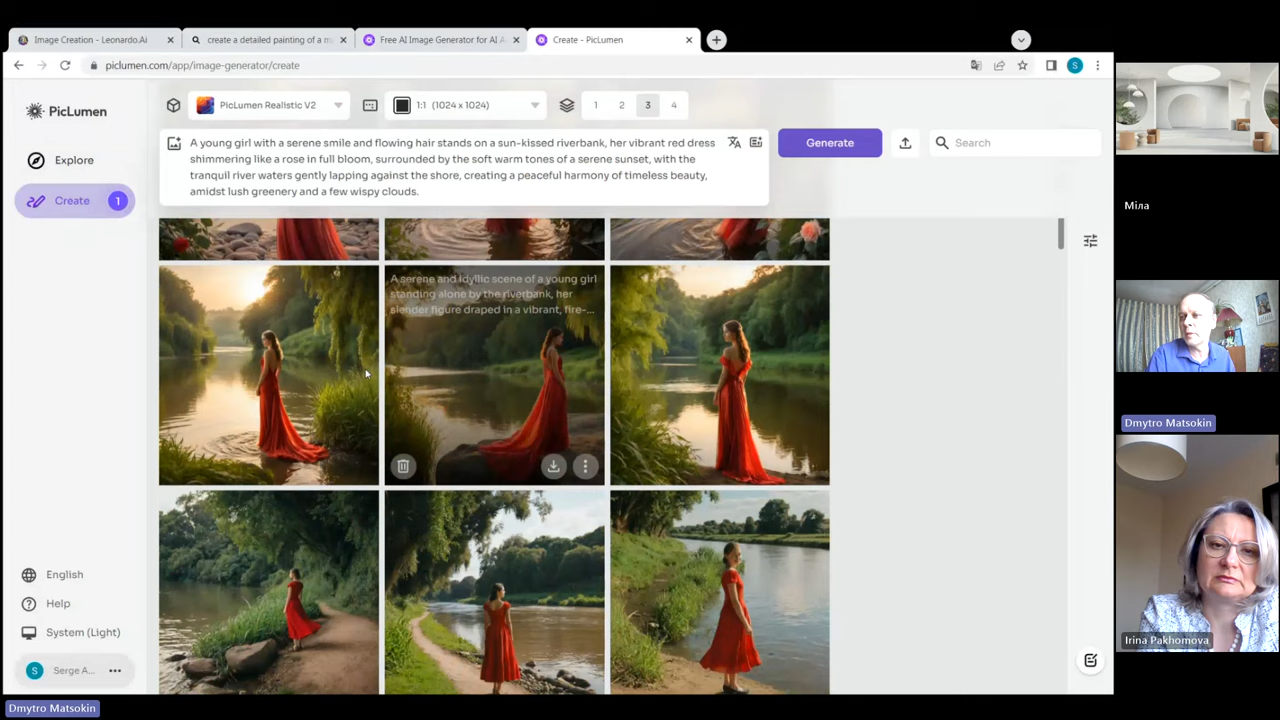 Image Creation - Leonardo.Ai
create a detailed painting of a m
Free AI Image Generator for AI A
Create - PicLumen
piclumen.com/app/image-generator/create
S
PicLumen
PicLumen Realistic V2
1:1 (1024 x 1024)
1 2 3 4
A young girl with a serene smile and flowing hair stands on a sun-kissed riverbank, her vibrant red dress
shimmering like a rose in full bloom, surrounded by the soft warm tones of a serene sunset, with the
tranquil river waters gently lapping against the shore, creating a peaceful harmony of timeless beauty,
amidst lush greenery and a few wispy clouds.
Generate
Search
Explore
Create 1
A serene and idyllic scene of a young girl
standing alone by the riverbank, her
slender figure draped in a vibrant, fire-...
English
Help
System (Light)
S Serge A...
Міла
Dmytro Matsokin
Irina Pakhomova
Dmytro Matsokin